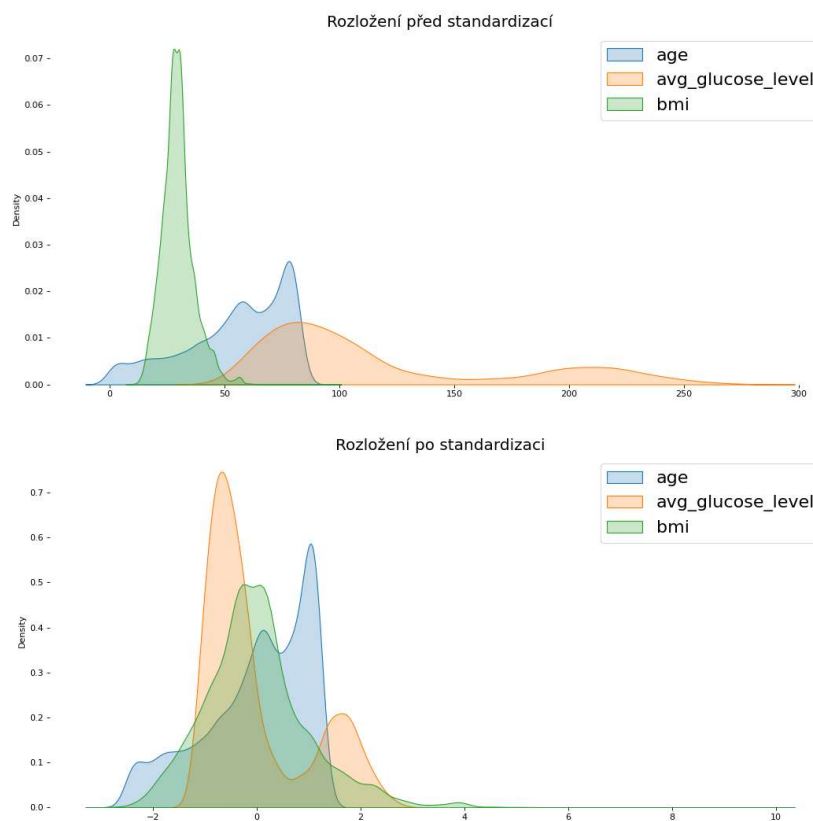 Rozložení před standardizací
age
avg_glucose_level
bmi
0.07
0.06
0.05
0.04
0.03
0.02
0.01
0.00
Density
0 50 100 150 200 250 300
Rozložení po standardizaci
age
avg_glucose_level
bmi
0.7
0.6
0.5
0.4
0.3
0.2
0.1
0.0
Density
−2 0 2 4 6 8 10